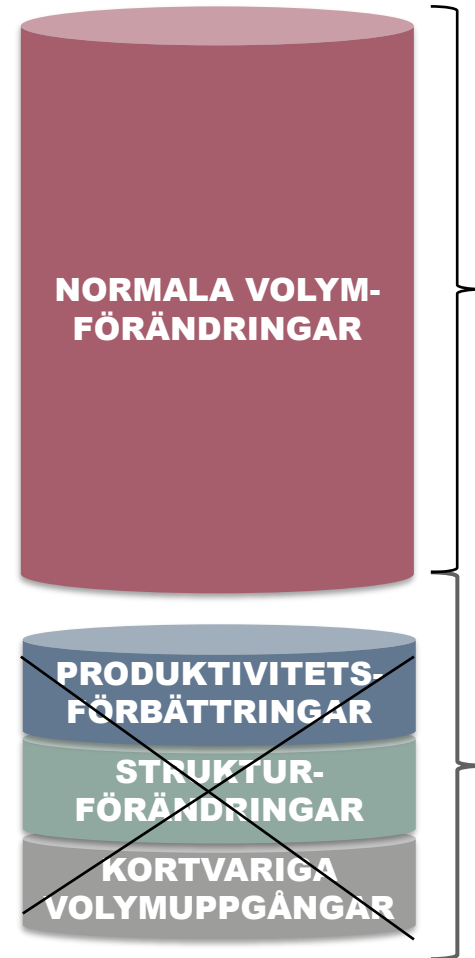 NORMALA VOLYM-
FÖRÄNDRINGAR
PRODUKTIVITETS-
FÖRBÄTTRINGAR
STRUKTUR-
FÖRÄNDRINGAR
KORTVARIGA
VOLYMUPPGÅNGAR